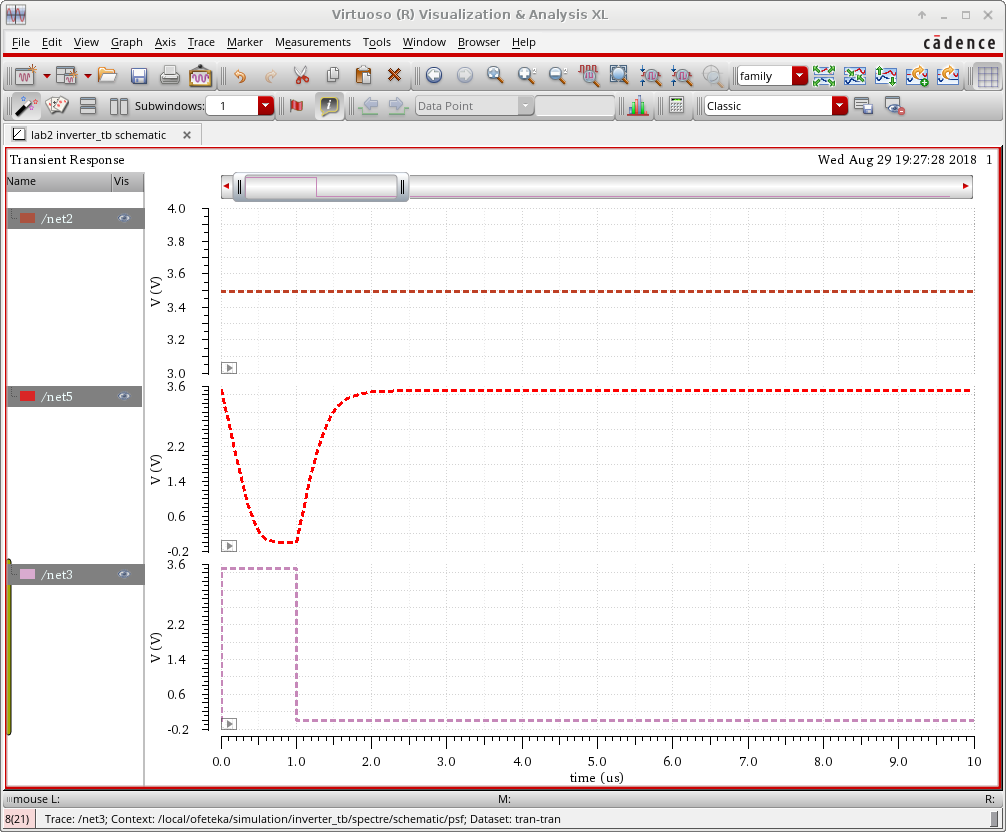 Virtuoso (R) Visualization & Analysis XL
File Edit View Graph Axis Trace Marker Measurements Tools Window Browser Help
cādence
family
Subwindows: 1 Data Point Classic
lab2 inverter_tb schematic
Transient Response Wed Aug 29 19:27:28 2018 1
Name Vis
/net2
4.0
3.8
3.6
3.4
3.2
3.0
V (V)
/net5
3.6
2.2
1.4
0.6
-0.2
V (V)
/net3
3.6
2.2
1.4
0.6
-0.2
V (V)
0.0 1.0 2.0 3.0 4.0 5.0 6.0 7.0 8.0 9.0 10
time (us)
mouse L: M: R:
8(21) Trace: /net3; Context: /local/ofeteka/simulation/inverter_tb/spectre/schematic/psf; Dataset: tran-tran